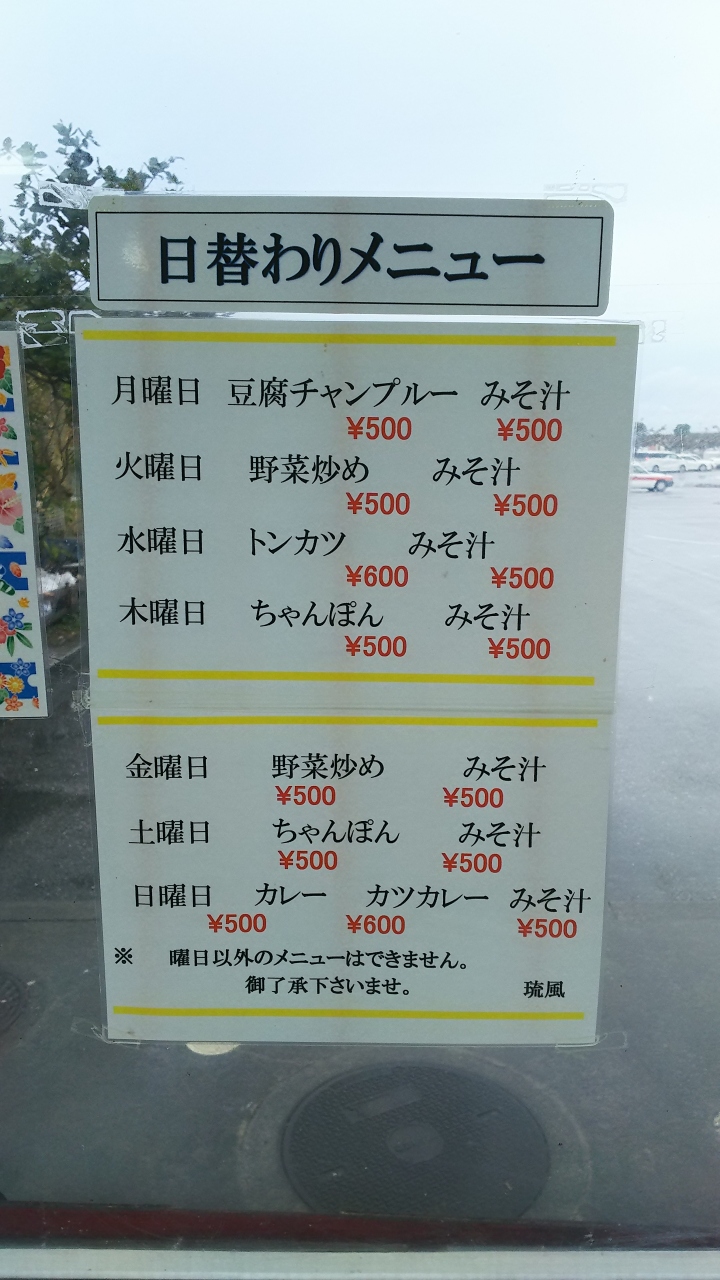 日替わりメニュー
月曜日 豆腐チャンプルー みそ汁
¥500 ¥500
火曜日 野菜炒め みそ汁
¥500 ¥500
水曜日 トンカツ みそ汁
¥600 ¥500
木曜日 ちゃんぽん みそ汁
¥500 ¥500
金曜日 野菜炒め みそ汁
¥500 ¥500
土曜日 ちゃんぽん みそ汁
¥500 ¥500
日曜日 カレー カツカレー みそ汁
¥500 ¥600 ¥500
※ 曜日以外のメニューはできません。
御了承下さいませ。 琉風